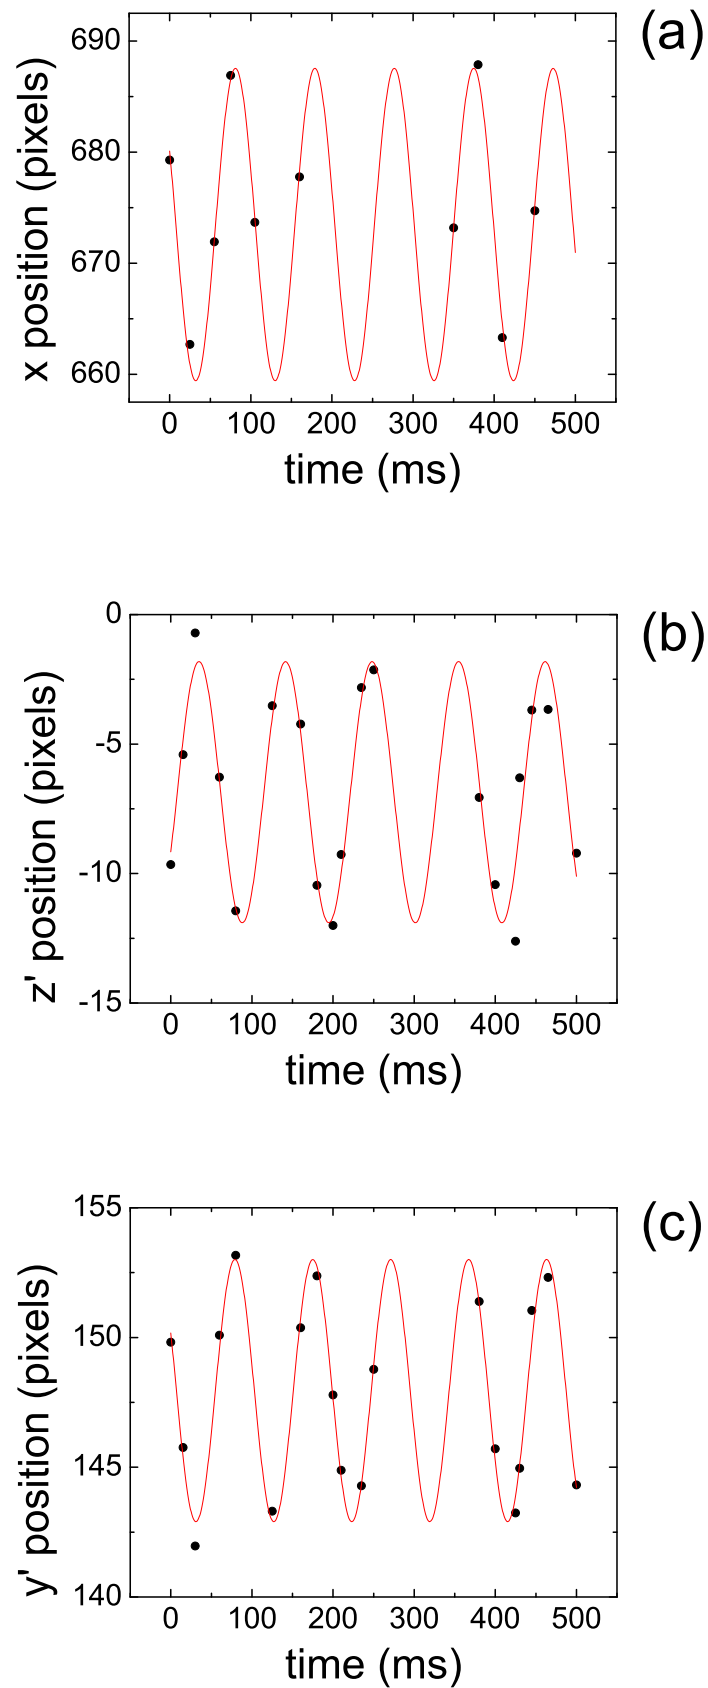 (a)
x position (pixels)
690
680
670
660
0 100 200 300 400 500
time (ms)
(b)
z' position (pixels)
0
-5
-10
-15
0 100 200 300 400 500
time (ms)
(c)
y' position (pixels)
155
150
145
140
0 100 200 300 400 500
time (ms)